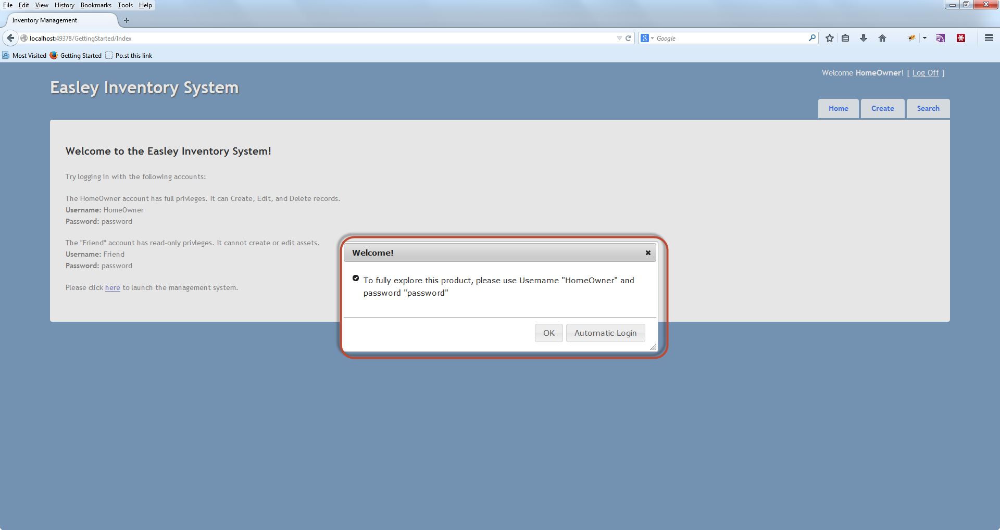 File Edit View History Bookmarks Tools Help
Inventory Management
localhost:49378/GettingStarted/Index
Google
Most Visited Getting Started Po.st this link
Welcome HomeOwner! [ Log Off ]
Easley Inventory System
Home Create Search
Welcome to the Easley Inventory System!
Try logging in with the following accounts:
The HomeOwner account has full privleges. It can Create, Edit, and Delete records.
Username: HomeOwner
Password: password
The "Friend" account has read-only privleges. It cannot create or edit assets.
Username: Friend
Password: password
Please click here to launch the management system.
Welcome!
To fully explore this product, please use Username "HomeOwner" and
password "password"
OK Automatic Login